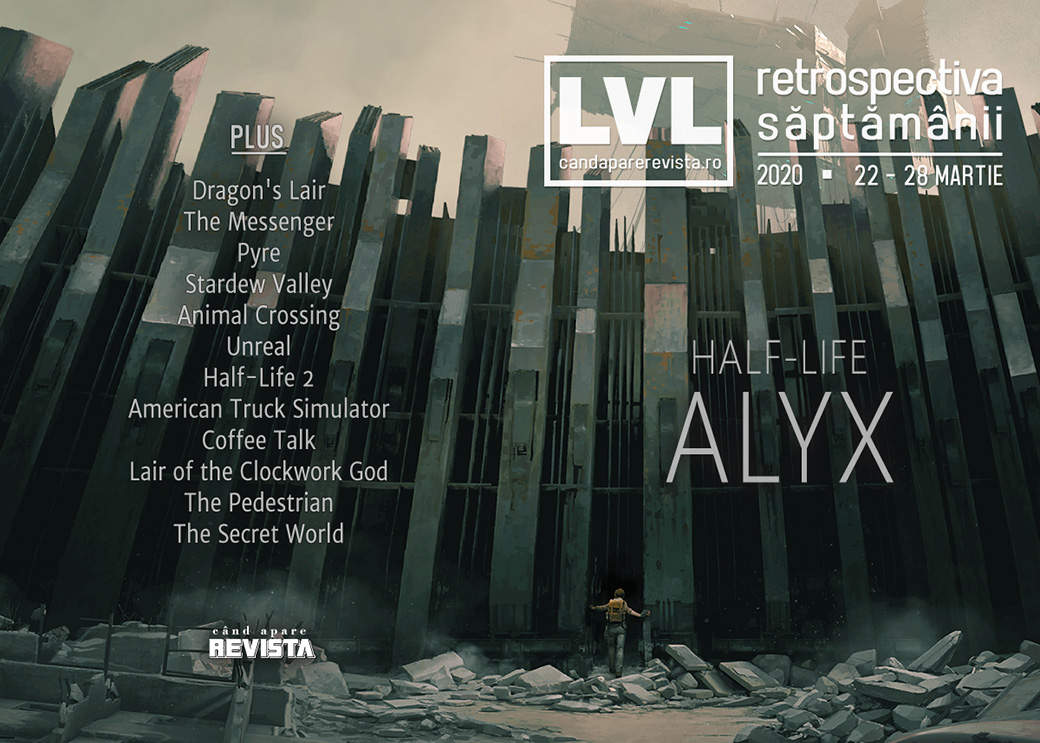 LVL
candaparerevista.ro
retrospectiva
săptămânii
2020 ▪ 22 - 28 MARTIE
PLUS
Dragon's Lair
The Messenger
Pyre
Stardew Valley
Animal Crossing
Unreal
Half-Life 2
American Truck Simulator
Coffee Talk
Lair of the Clockwork God
The Pedestrian
The Secret World
HALF-LIFE
ALYX
când apare
REVISTA